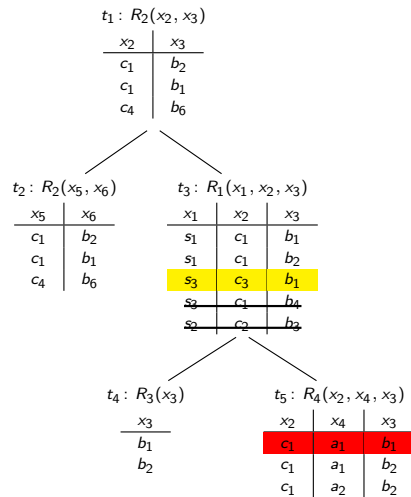 t₁: R₂(x₂, x₃)
x₂ x₃
c₁ b₂
c₁ b₁
c₄ b₆
t₂: R₂(x₅, x₆)
x₅ x₆
c₁ b₂
c₁ b₁
c₄ b₆
t₃: R₁(x₁, x₂, x₃)
x₁ x₂ x₃
s₁ c₁ b₁
s₁ c₁ b₂
s₃ c₃ b₁
s₃ c₁ b₄
s₂ c₂ b₃
t₄: R₃(x₃)
x₃
b₁
b₂
t₅: R₄(x₂, x₄, x₃)
x₂ x₄ x₃
c₁ a₁ b₁
c₁ a₁ b₂
c₁ a₂ b₂